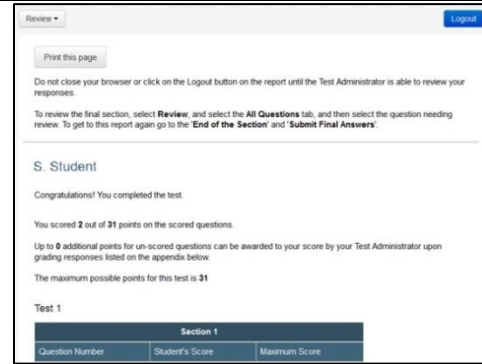 Review
Logout
Print this page
Do not close your browser or click on the Logout button on the report until the Test Administrator is able to review your
responses.
To review the final section, select Review, and select the All Questions tab, and then select the question needing
review. To get to this report again go to the 'End of the Section' and 'Submit Final Answers'.
S. Student
Congratulations! You completed the test.
You scored 2 out of 31 points on the scored questions.
Up to 0 additional points for un-scored questions can be awarded to your score by your Test Administrator upon
grading responses listed on the appendix below.
The maximum possible points for this test is 31
Test 1
Section 1
Question Number Student's Score Maximum Score